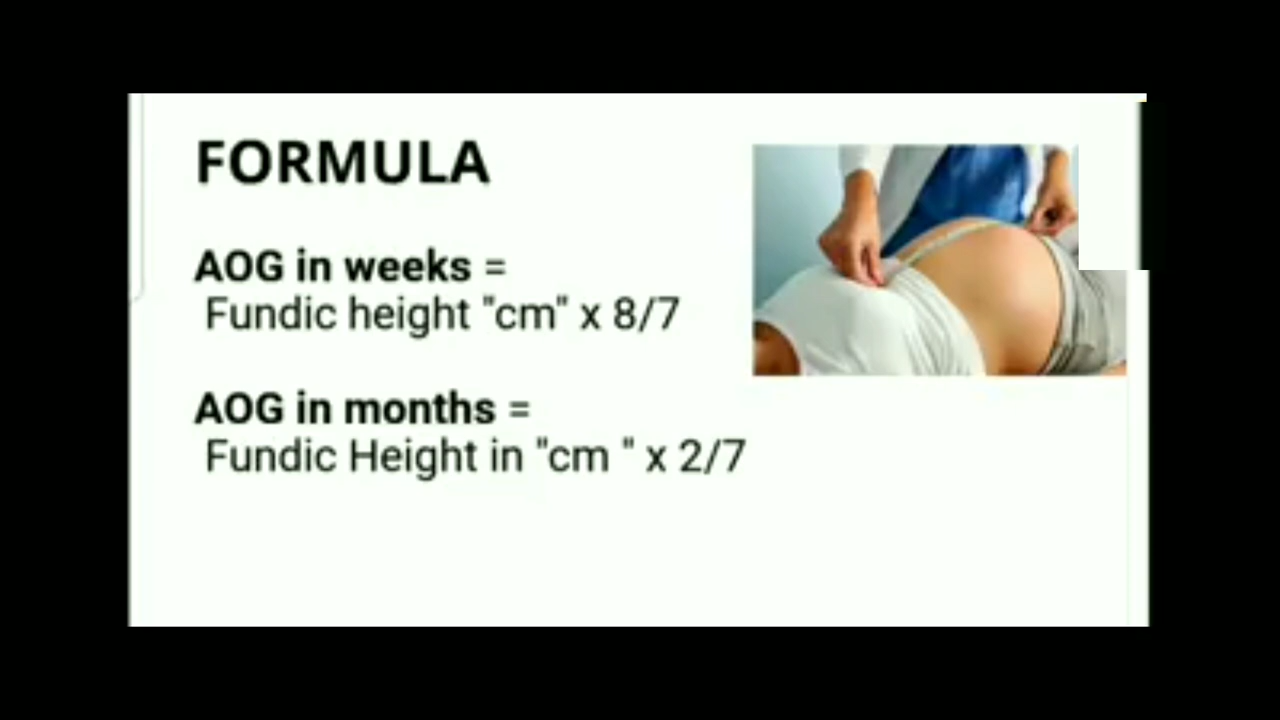 FORMULA
AOG in weeks =
Fundic height "cm" x 8/7
AOG in months =
Fundic Height in "cm " x 2/7